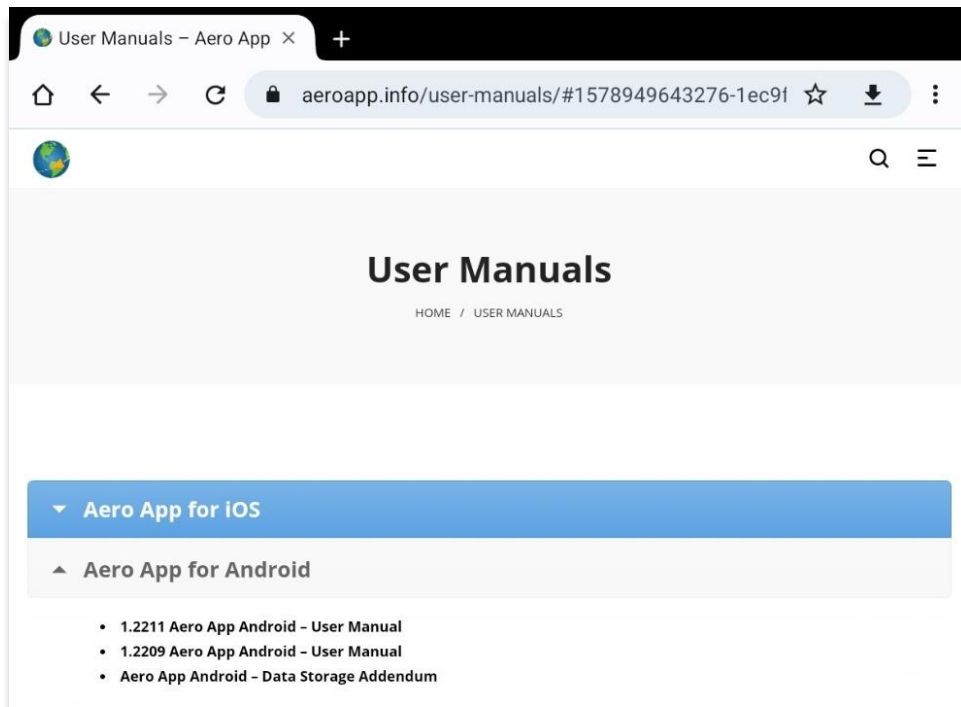 User Manuals – Aero App
aeroapp.info/user-manuals/#1578949643276-1ec9f
User Manuals
HOME / USER MANUALS
Aero App for iOS
Aero App for Android
• 1.2211 Aero App Android – User Manual
• 1.2209 Aero App Android – User Manual
• Aero App Android – Data Storage Addendum